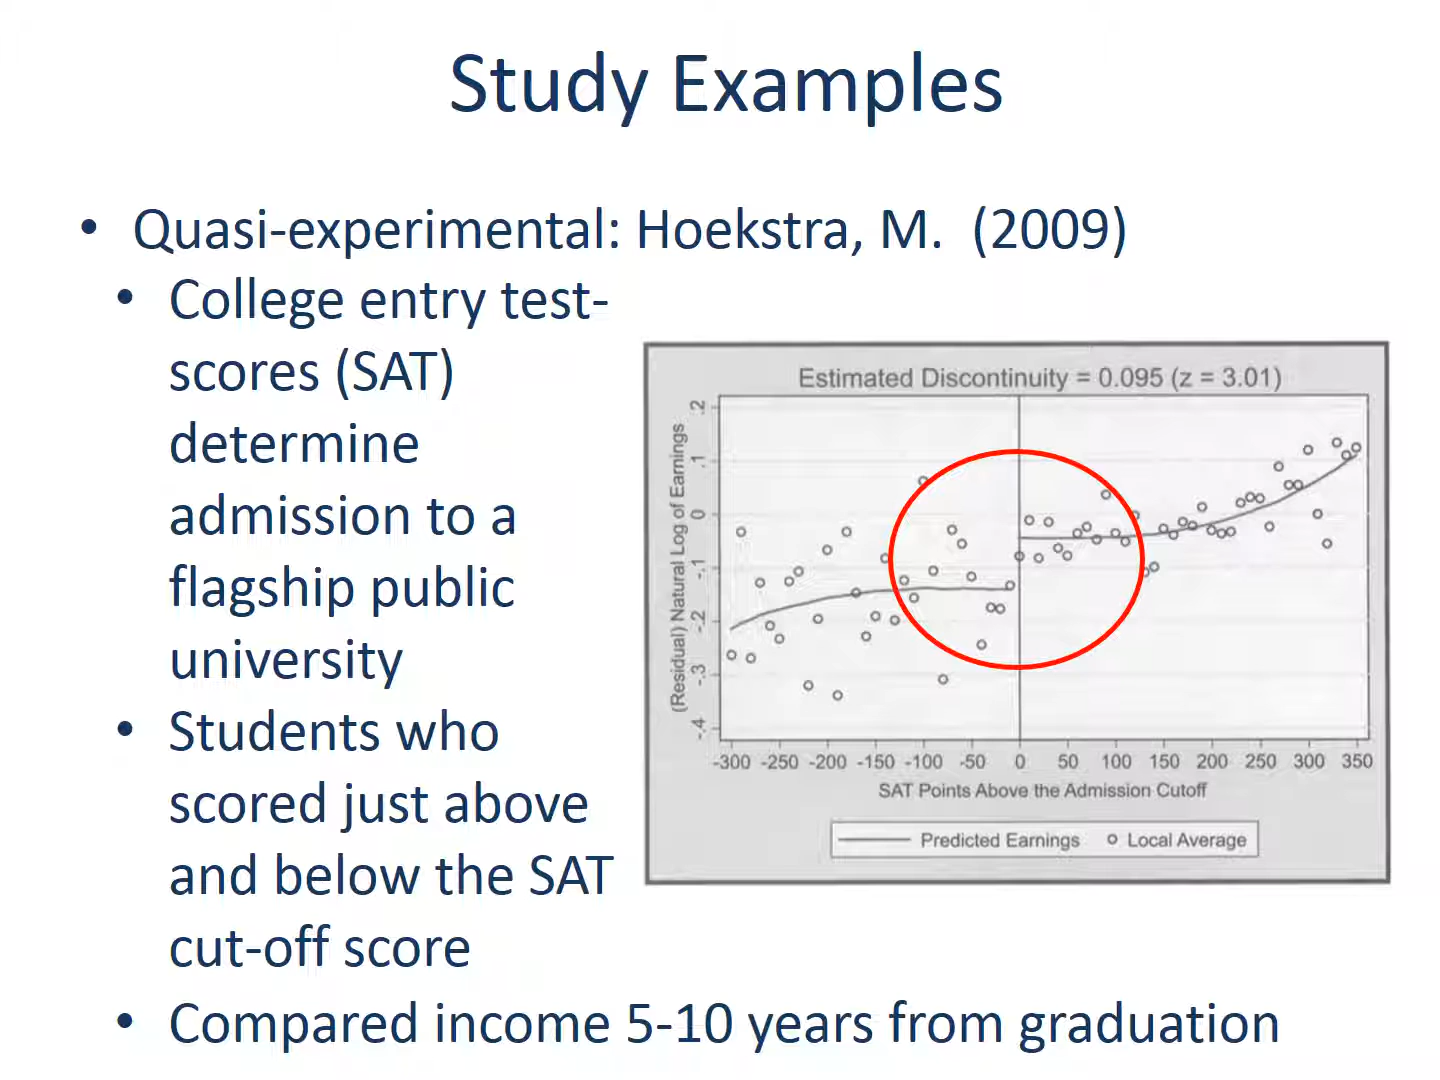 Study Examples
• Quasi-experimental: Hoekstra, M. (2009)
• College entry test-
scores (SAT)
determine
admission to a
flagship public
university
• Students who
scored just above
and below the SAT
cut-off score
• Compared income 5-10 years from graduation
Estimated Discontinuity = 0.095 (z = 3.01)
(Residual) Natural Log of Earnings
.2
.1
0
-.1
-.2
-.3
-.4
-300 -250 -200 -150 -100 -50 0 50 100 150 200 250 300 350
SAT Points Above the Admission Cutoff
Predicted Earnings Local Average